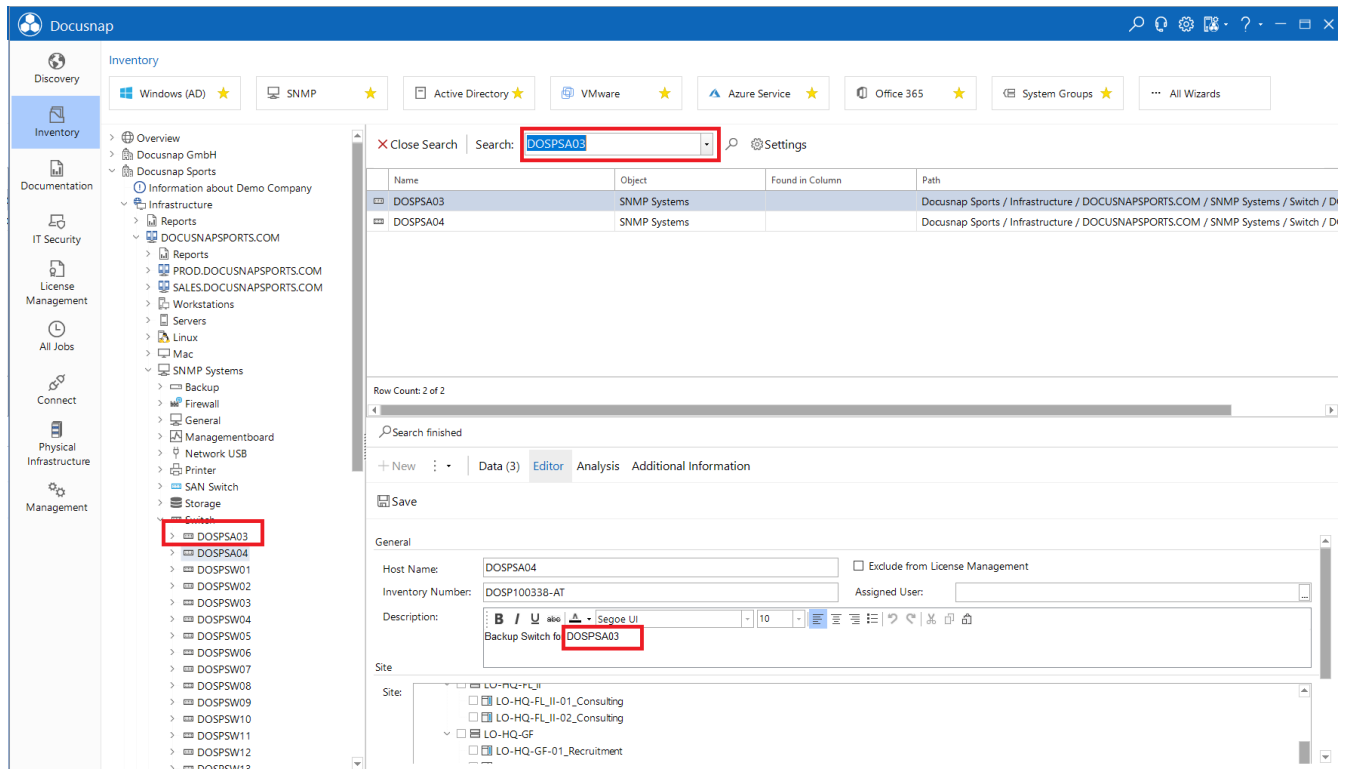 Docusnap
?
Discovery
Inventory
Documentation
IT Security
License
Management
All Jobs
Connect
Physical
Infrastructure
Management
Inventory
Windows (AD)
SNMP
Active Directory
VMware
Azure Service
Office 365
System Groups
All Wizards
Overview
Docusnap GmbH
Docusnap Sports
Information about Demo Company
Infrastructure
Reports
DOCUSNAPSPORTS.COM
Reports
PROD.DOCUSNAPSPORTS.COM
SALES.DOCUSNAPSPORTS.COM
Workstations
Servers
Linux
Mac
SNMP Systems
Backup
Firewall
General
Managementboard
Network USB
Printer
SAN Switch
Storage
Switch
DOSPSA03
DOSPSA04
DOSPSW01
DOSPSW02
DOSPSW03
DOSPSW04
DOSPSW05
DOSPSW06
DOSPSW07
DOSPSW08
DOSPSW09
DOSPSW10
DOSPSW11
DOSPSW12
DOSPSW13
Close Search Search: DOSPSA03 Settings
Name Object Found in Column Path
DOSPSA03 SNMP Systems Docusnap Sports / Infrastructure / DOCUSNAPSPORTS.COM / SNMP Systems / Switch /
DOSPSA04 SNMP Systems Docusnap Sports / Infrastructure / DOCUSNAPSPORTS.COM / SNMP Systems / Switch /
Row Count: 2 of 2
Search finished
New Data (3) Editor Analysis Additional Information
Save
General
Host Name: DOSPSA04 Exclude from License Management
Inventory Number: DOSP100338-AT Assigned User: ...
Description: B I U abc A Segoe UI 10
Backup Switch fo DOSPSA03
Site
Site: LO-HQ-FL_II
LO-HQ-FL_II-01_Consulting
LO-HQ-FL_II-02_Consulting
LO-HQ-GF
LO-HQ-GF-01_Recruitment